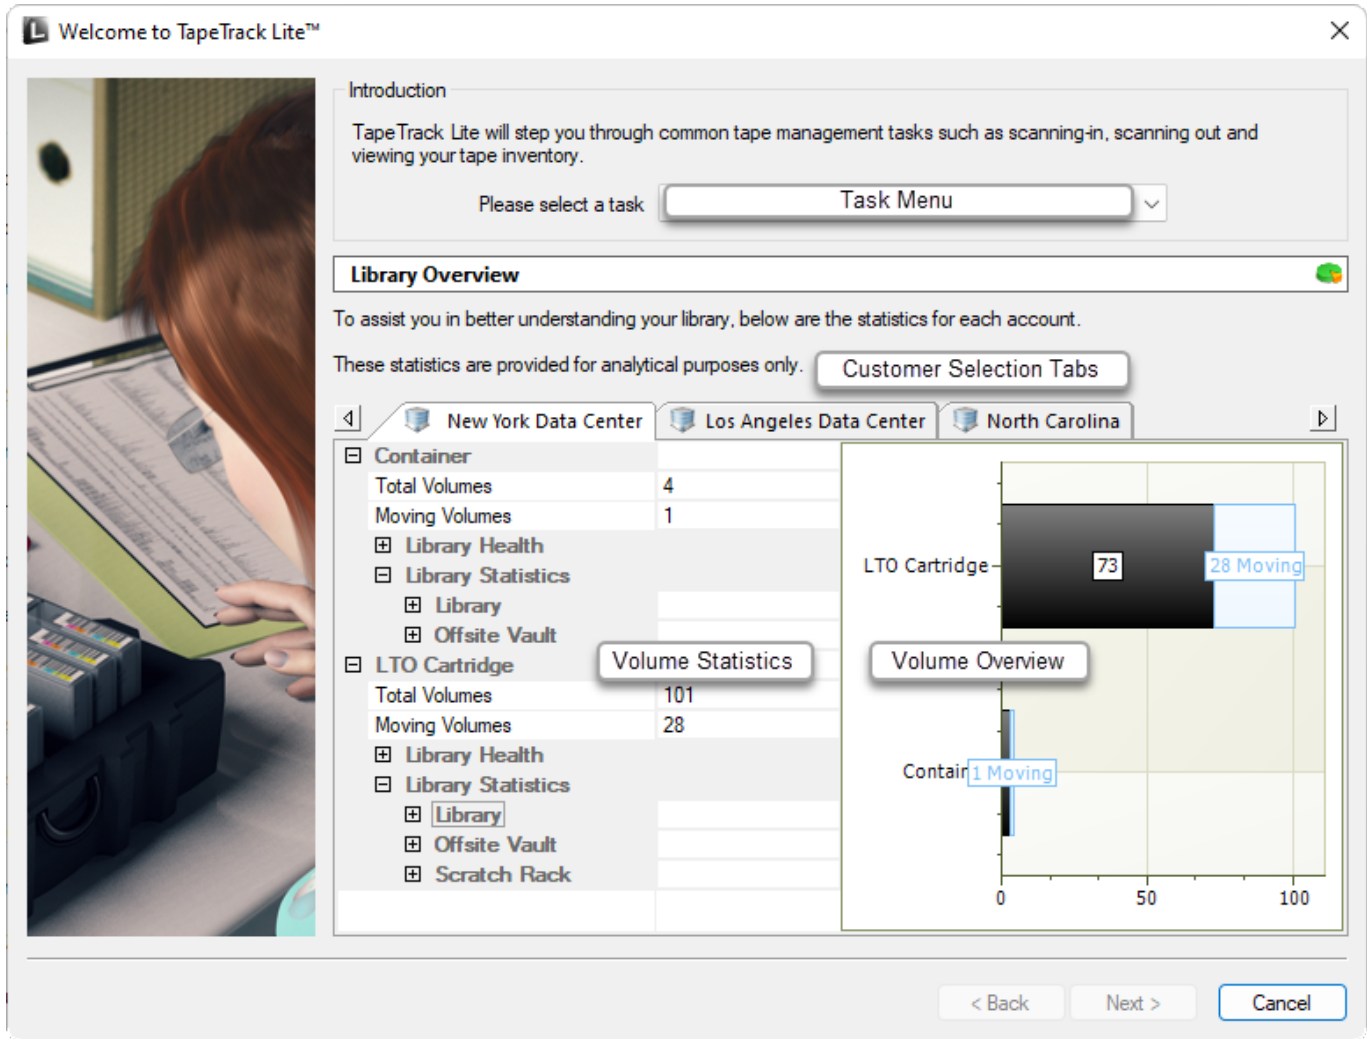 L Welcome to TapeTrack Lite™
Introduction
TapeTrack Lite will step you through common tape management tasks such as scanning-in, scanning out and
viewing your tape inventory.
Please select a task
Task Menu
Library Overview
To assist you in better understanding your library, below are the statistics for each account.
These statistics are provided for analytical purposes only.
Customer Selection Tabs
New York Data Center
Los Angeles Data Center
North Carolina
Container
Total Volumes 4
Moving Volumes 1
Library Health
Library Statistics
Library
Offsite Vault
LTO Cartridge
Volume Statistics
Total Volumes 101
Moving Volumes 28
Library Health
Library Statistics
Library
Offsite Vault
Scratch Rack
LTO Cartridge
73
28 Moving
Volume Overview
Contain
1 Moving
0 50 100
< Back
Next >
Cancel